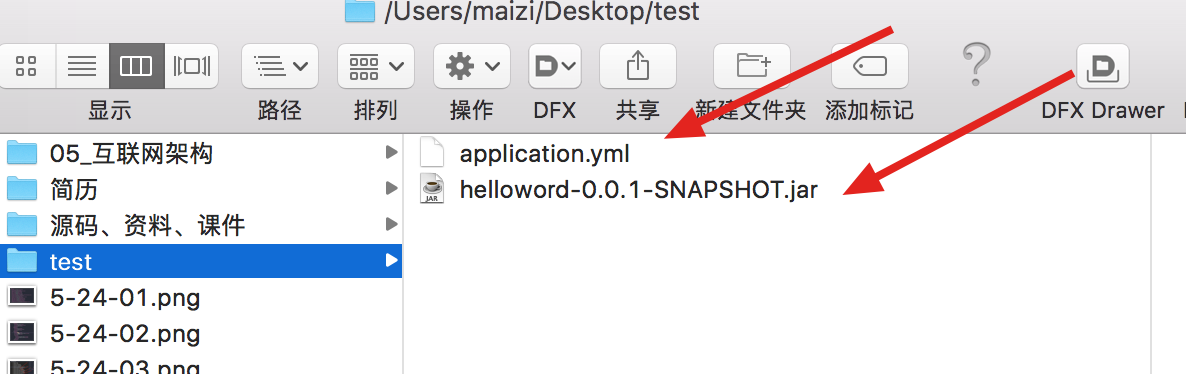 /Users/maizi/Desktop/test
显示 路径 排列 操作 DFX 共享 新建文件夹 添加标记 DFX Drawer
05_互联网架构
简历
源码、资料、课件
test
5-24-01.png
5-24-02.png
5-24-03.png
application.yml
JAR helloword-0.0.1-SNAPSHOT.jar